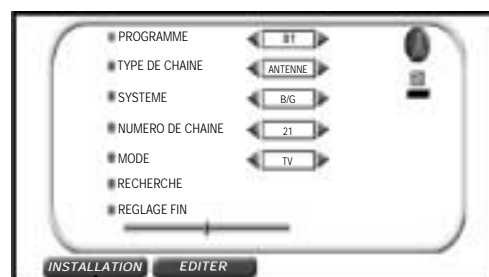 PROGRAMME
TYPE DE CHAINE ANTENNE
SYSTEME B/G
NUMERO DE CHAINE 21
MODE TV
RECHERCHE
REGLAGE FIN
INSTALLATION EDITER